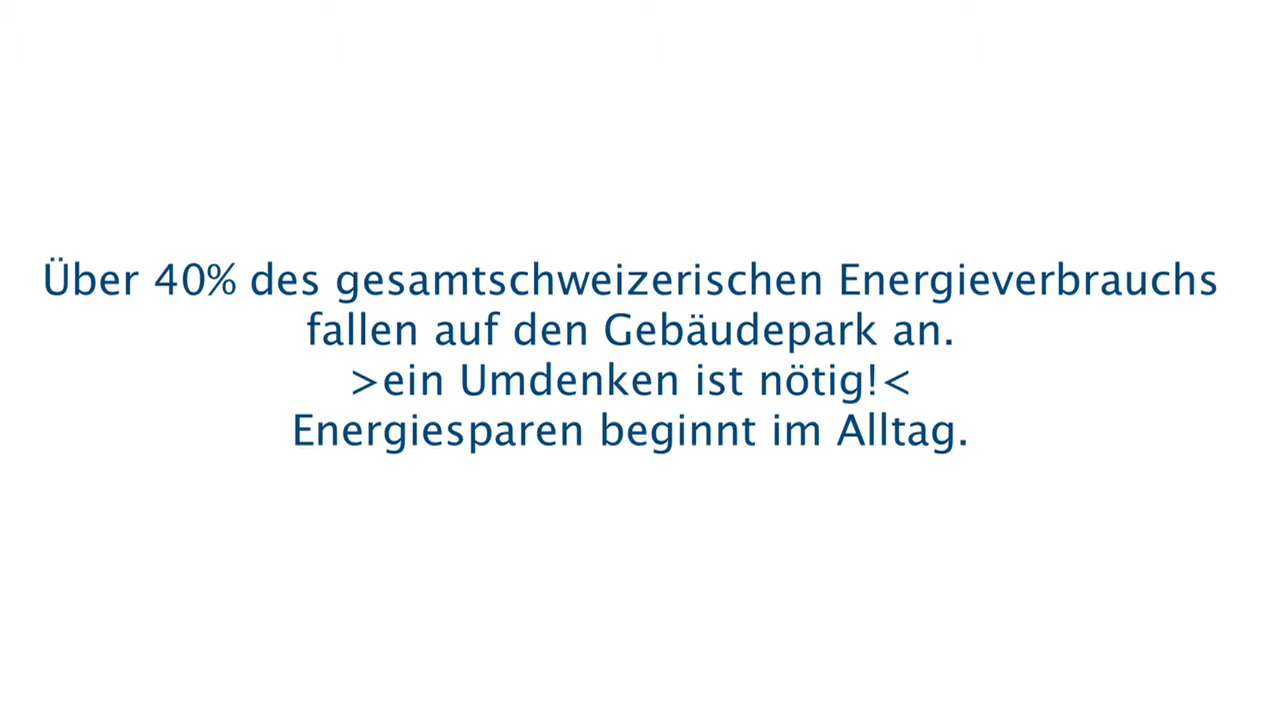 Über 40% des gesamtschweizerischen Energieverbrauchs
fallen auf den Gebäudepark an.
>ein Umdenken ist nötig!<
Energiesparen beginnt im Alltag.